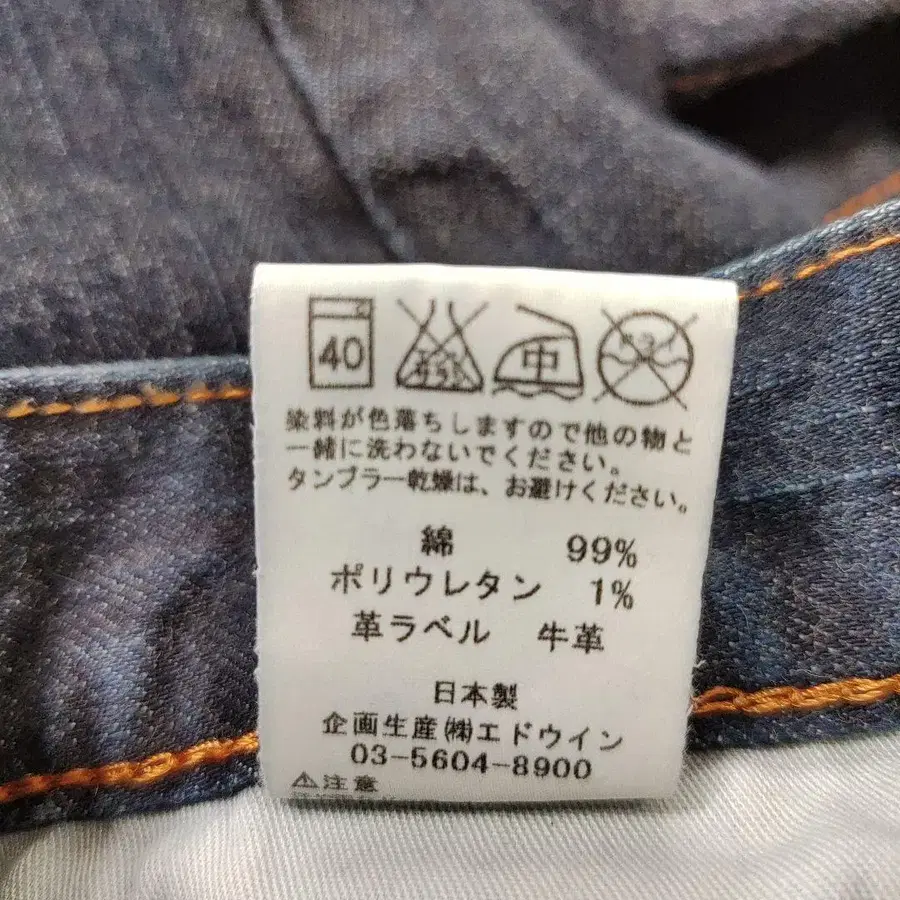 40
中
染料が色落ちしますので他の物と
一緒に洗わないでください。
タンブラー乾燥は、お避けください。
綿 99%
ポリウレタン 1%
革ラベル 牛革
日本製
企画生産㈱エドウイン
03-5604-8900
⚠注意